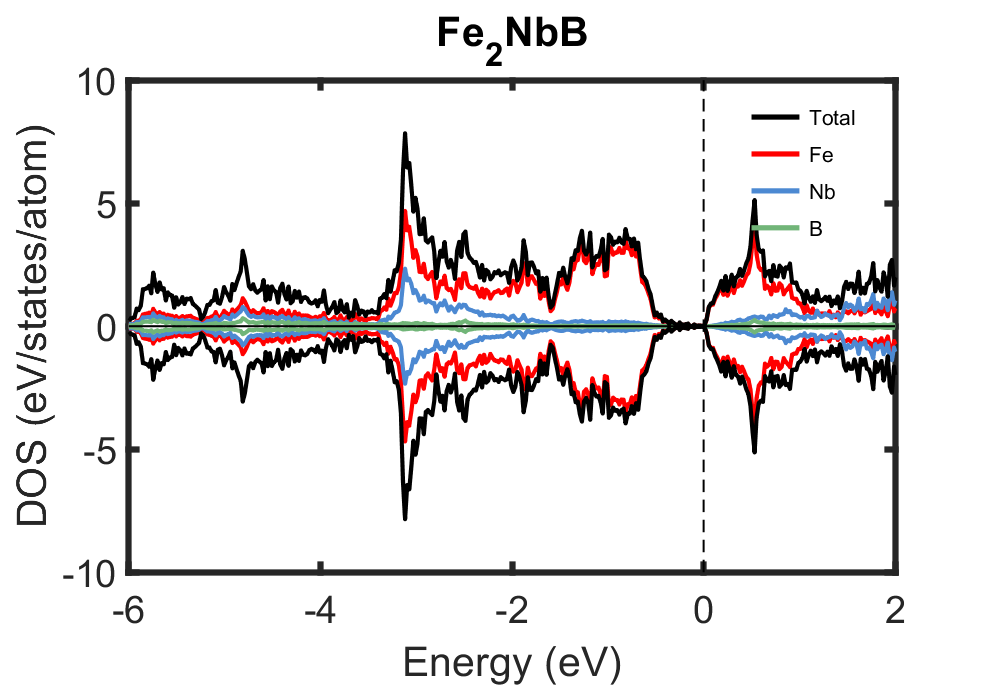 Fe2NbB
DOS (eV/states/atom)
10
5
0
-5
-10
Total
Fe
Nb
B
-6
-4
-2
0
2
Energy (eV)